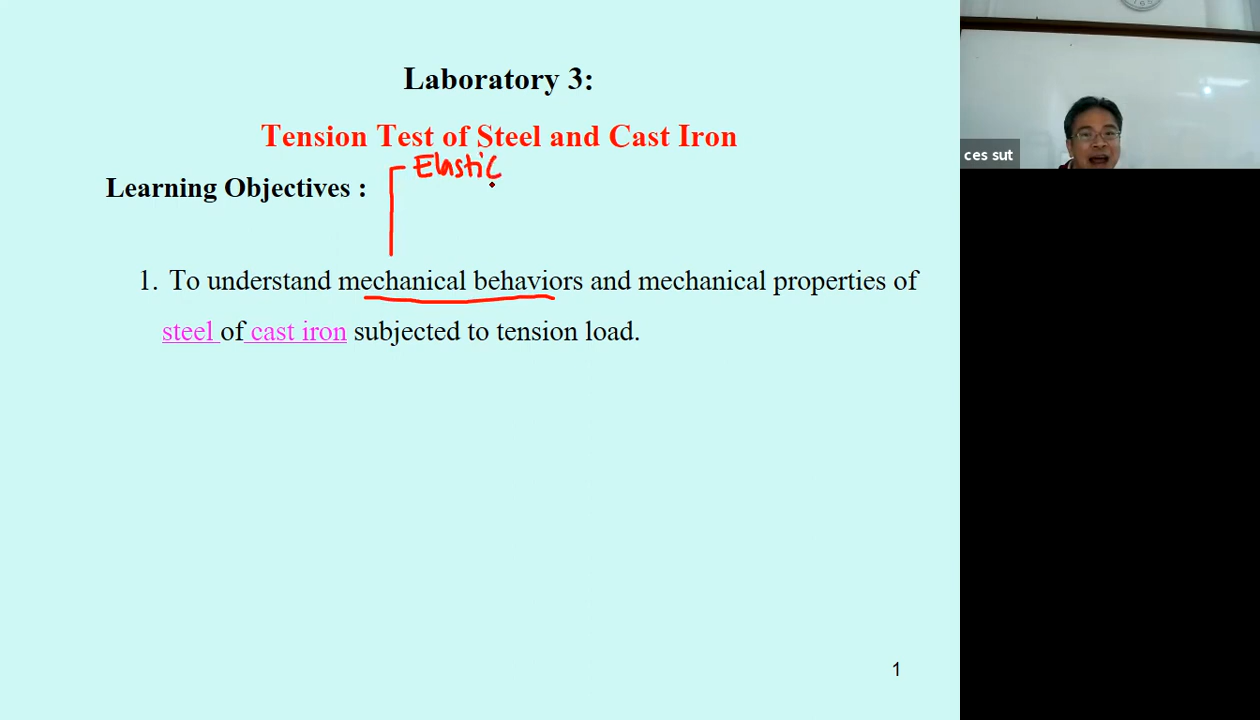 Laboratory 3:
Tension Test of Steel and Cast Iron
Elastic
Learning Objectives :
1. To understand mechanical behaviors and mechanical properties of
steel of cast iron subjected to tension load.
1
ces sut